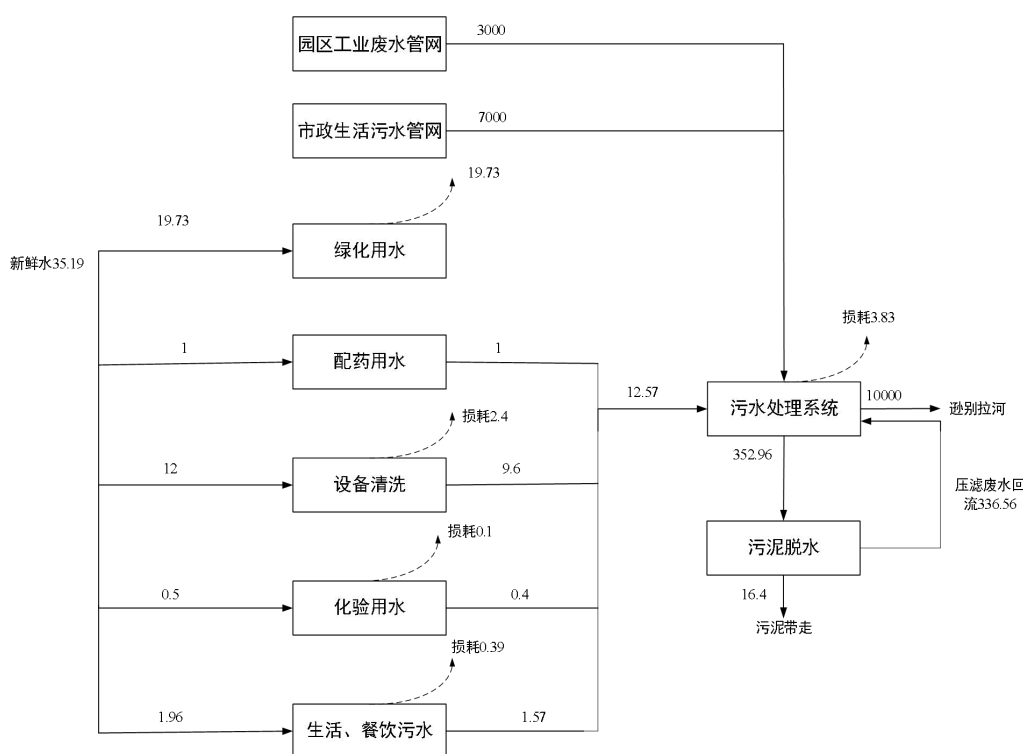 园区工业废水管网
3000
市政生活污水管网
7000
19.73
19.73
绿化用水
新鲜水35.19
损耗3.83
1
配药用水
1
12.57
污水处理系统
10000
逊别拉河
损耗2.4
352.96
12
设备清洗
9.6
压滤废水回
流336.56
损耗0.1
污泥脱水
0.5
化验用水
0.4
16.4
污泥带走
损耗0.39
1.96
生活、餐饮污水
1.57